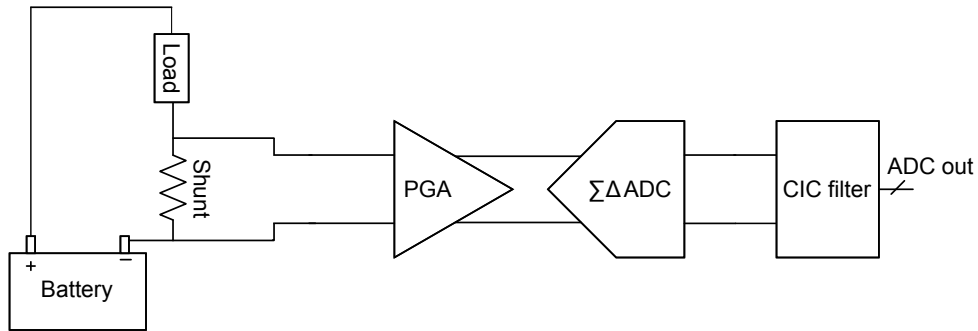 Load
Shunt
PGA
∑Δ ADC
CIC filter
ADC out
+ −
Battery